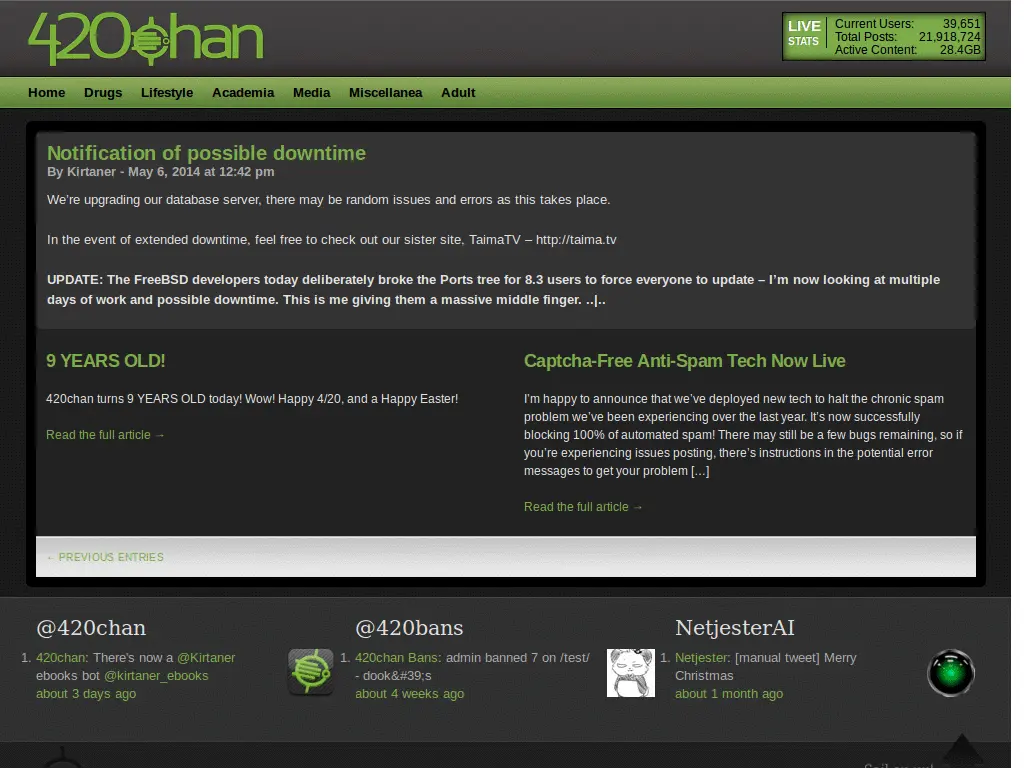 420chan
LIVE
STATS
Current Users: 39,651
Total Posts: 21,918,724
Active Content: 28.4GB
Home Drugs Lifestyle Academia Media Miscellanea Adult
Notification of possible downtime
By Kirtaner - May 6, 2014 at 12:42 pm
We're upgrading our database server, there may be random issues and errors as this takes place.
In the event of extended downtime, feel free to check out our sister site, TaimaTV – http://taima.tv
UPDATE: The FreeBSD developers today deliberately broke the Ports tree for 8.3 users to force everyone to update – I'm now looking at multiple
days of work and possible downtime. This is me giving them a massive middle finger. ..|..
9 YEARS OLD!
420chan turns 9 YEARS OLD today! Wow! Happy 4/20, and a Happy Easter!
Read the full article →
Captcha-Free Anti-Spam Tech Now Live
I'm happy to announce that we've deployed new tech to halt the chronic spam
problem we've been experiencing over the last year. It's now successfully
blocking 100% of automated spam! There may still be a few bugs remaining, so if
you're experiencing issues posting, there's instructions in the potential error
messages to get your problem […]
Read the full article →
← PREVIOUS ENTRIES
@420chan
1. 420chan: There's now a @Kirtaner
ebooks bot @kirtaner_ebooks
about 3 days ago
@420bans
1. 420chan Bans: admin banned 7 on /test/
- dook&#39;s
about 4 weeks ago
NetjesterAI
1. Netjester: [manual tweet] Merry
Christmas
about 1 month ago